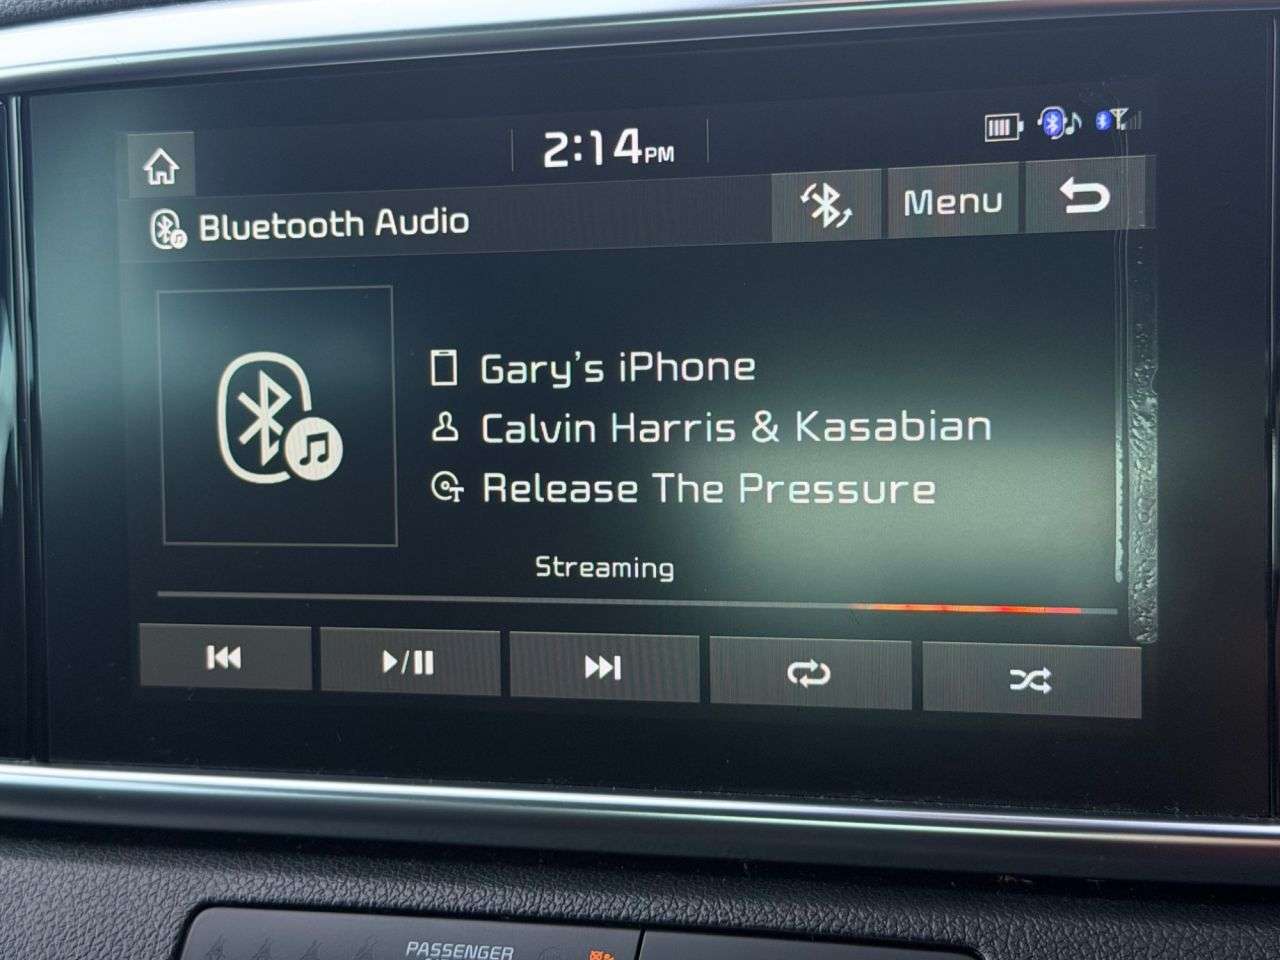 2:14PM
Bluetooth Audio
Menu
Gary's iPhone
Calvin Harris & Kasabian
Release The Pressure
Streaming
PASSENGER